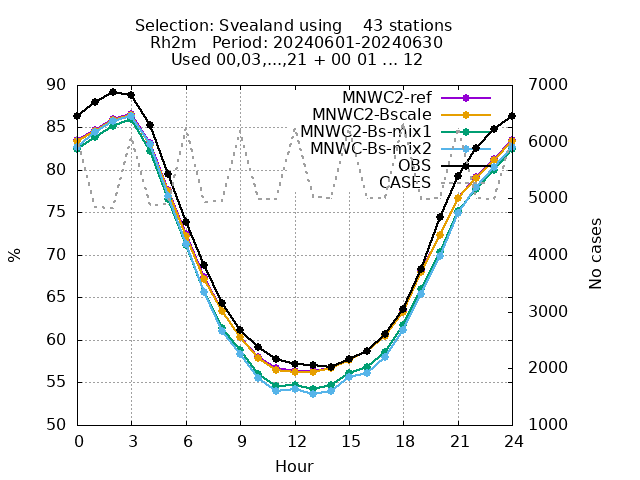 Selection: Svealand using    43 stations
Rh2m   Period: 20240601-20240630
Used 00,03,...,21 + 00 01 ... 12
90
85
80
75
70
65
60
55
50
7000
6000
5000
4000
3000
2000
1000
%
No cases
MNWC2-ref
MNWC2-Bscale
MNWC2-Bs-mix1
MNWC-Bs-mix2
OBS
CASES
0 3 6 9 12 15 18 21 24
Hour